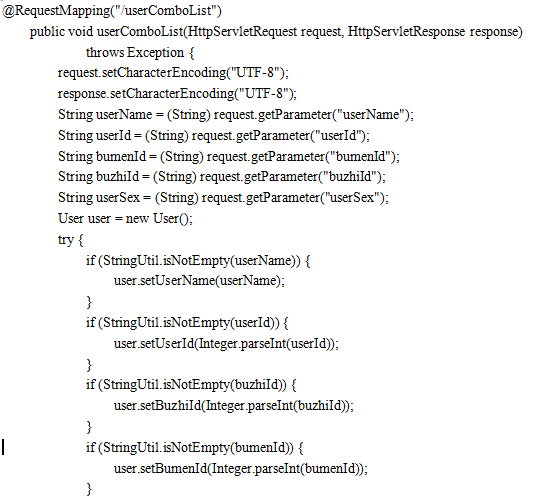 @RequestMapping("/userComboList")
public void userComboList(HttpServletRequest request, HttpServletResponse response)
throws Exception {
request.setCharacterEncoding("UTF-8");
response.setCharacterEncoding("UTF-8");
String userName = (String) request.getParameter("userName");
String userId = (String) request.getParameter("userId");
String bumenId = (String) request.getParameter("bumenId");
String buzhiId = (String) request.getParameter("buzhiId");
String userSex = (String) request.getParameter("userSex");
User user = new User();
try {
if (StringUtil.isNotEmpty(userName)) {
user.setUserName(userName);
}
if (StringUtil.isNotEmpty(userId)) {
user.setUserId(Integer.parseInt(userId));
}
if (StringUtil.isNotEmpty(buzhiId)) {
user.setBuzhiId(Integer.parseInt(buzhiId));
}
if (StringUtil.isNotEmpty(bumenId)) {
user.setBumenId(Integer.parseInt(bumenId));
}